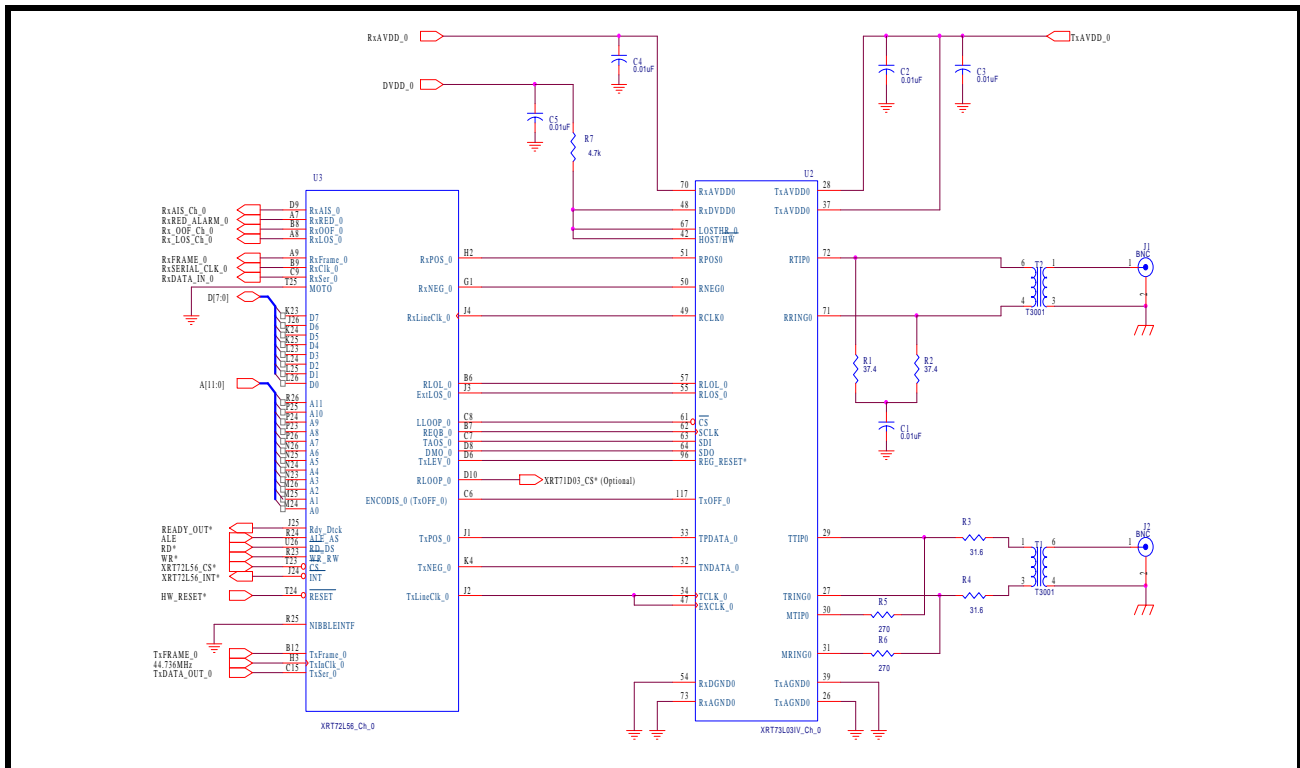 RxAVDD_0
TxAVDD_0
C4
0.01uF
C2
0.01uF
C3
0.01uF
DVDD_0
C5
0.01uF
R7
4.7k
U3
U2
RxAIS_Ch_0
D9
RxAIS_0
RxRED_ALARM_0
A7
RxRED_0
Rx_OOF_Ch_0
B8
RxOOF_0
Rx_LOS_Ch_0
A8
RxLOS_0
RxFRAME_0
A9
RxFrame_0
RxSERIAL_CLK_0
B9
RxClk_0
RxDATA_IN_0
C9
RxSer_0
T25
MOTO
D[7:0]
K23
D7
J26
D6
K24
D5
K25
D4
L23
D3
L24
D2
L25
D1
L26
D0
A[11:0]
R26
A11
P25
A10
P24
A9
P23
A8
P26
A7
N26
A6
N25
A5
N24
A4
N23
A3
M26
A2
M25
A1
M24
A0
READY_OUT*
J25
Rdy_Dtck
ALE
R24
ALE_AS
RD*
U26
RD_DS
WR*
R23
WR_RW
XRT72L56_CS*
T23
CS
XRT72L56_INT*
J24
INT
HW_RESET*
T24
RESET
R25
NIBBLEINTF
TxFRAME_0
B12
TxFrame_0
44.736MHz
H3
TxInClk_0
TxDATA_OUT_0
C15
TxSer_0
XRT72L56_Ch_0
RxPOS_0
H2
RxNEG_0
G1
RxLineClk_0
J4
RLOL_0
B6
ExtLOS_0
J3
LLOOP_0
C8
REQB_0
B7
TAOS_0
C7
DMO_0
D8
TxLEV_0
D6
RLOOP_0
D10
XRT71D03_CS* (Optional)
ENCODIS_0 (TxOFF_0)
C6
TxPOS_0
J1
TxNEG_0
K4
TxLineClk_0
J2
70
RxAVDD0
48
RxDVDD0
67
LOSTHR_0
42
HOST/HW
51
RPOS0
50
RNEG0
49
RCLK0
57
RLOL_0
55
RLOS_0
61
CS
62
SCLK
63
SDI
64
SDO
96
REG_RESET*
117
TxOFF_0
33
TPDATA_0
32
TNDATA_0
34
TCLK_0
47
EXCLK_0
54
RxDGND0
73
RxAGND0
TxAVDD0
28
TxAVDD0
37
RTIP0
72
RRING0
71
TTIP0
29
TRING0
27
MTIP0
30
MRING0
31
TxAGND0
39
TxAGND0
26
XRT73L03IV_Ch_0
R1
37.4
R2
37.4
C1
0.01uF
6
T2
1
4
3
T3001
J1
BNC
1
2
R3
31.6
R4
31.6
R5
270
R6
270
1
T1
6
3
4
T3001
J2
BNC
1
2